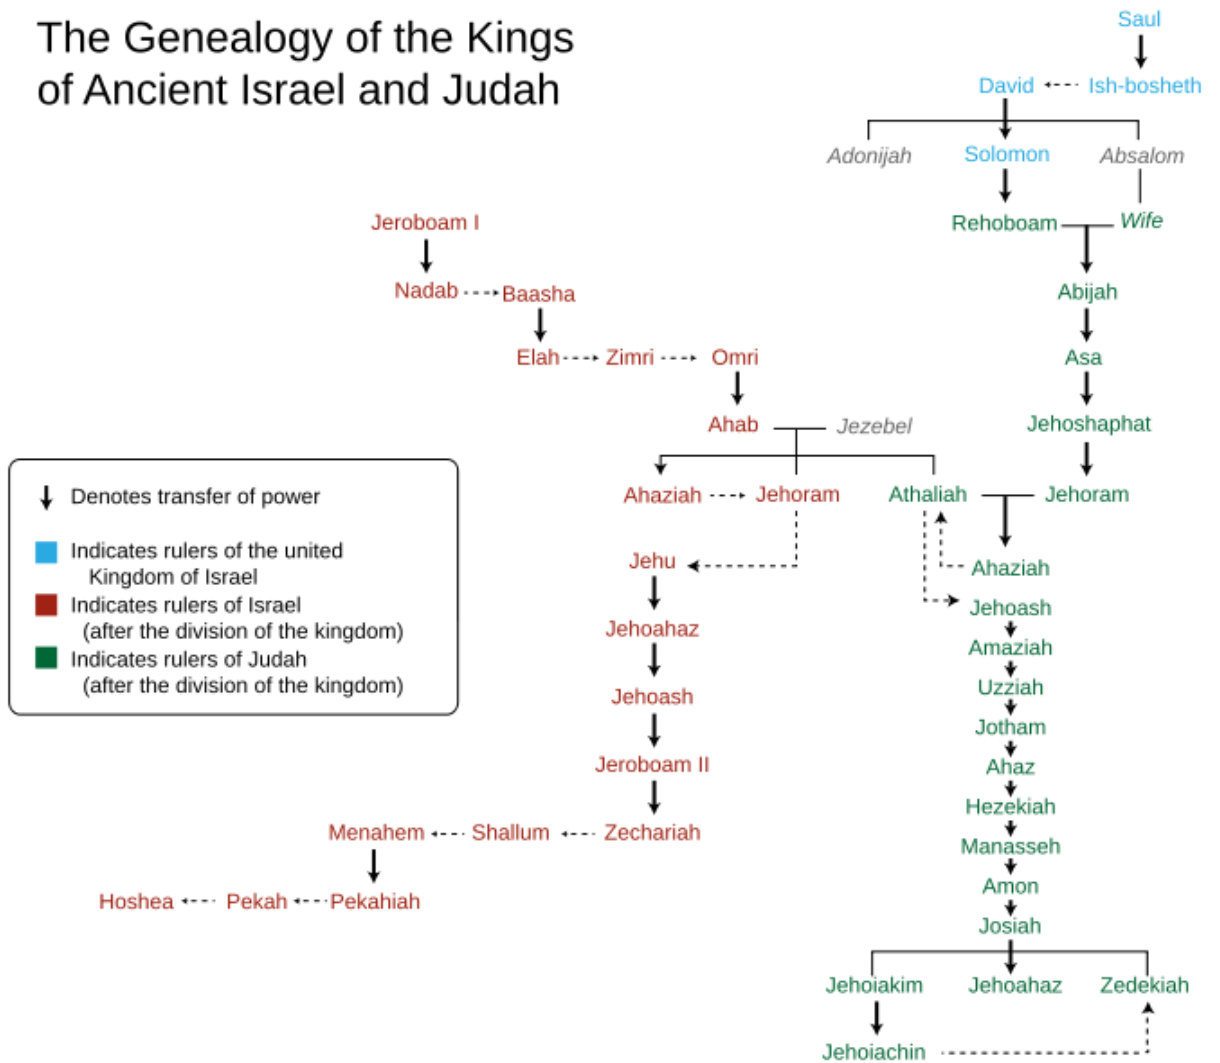 The Genealogy of the Kings
of Ancient Israel and Judah
Saul
David
Ish-bosheth
Adonijah
Solomon
Absalom
Jeroboam I
Rehoboam
Wife
Nadab
Baasha
Abijah
Elah
Zimri
Omri
Asa
Ahab
Jezebel
Jehoshaphat
Denotes transfer of power
Indicates rulers of the united
Kingdom of Israel
Indicates rulers of Israel
(after the division of the kingdom)
Indicates rulers of Judah
(after the division of the kingdom)
Ahaziah
Jehoram
Athaliah
Jehoram
Jehu
Ahaziah
Jehoash
Jehoahaz
Amaziah
Uzziah
Jehoash
Jotham
Jeroboam II
Ahaz
Hezekiah
Menahem
Shallum
Zechariah
Manasseh
Amon
Hoshea
Pekah
Pekahiah
Josiah
Jehoiakim
Jehoahaz
Zedekiah
Jehoiachin